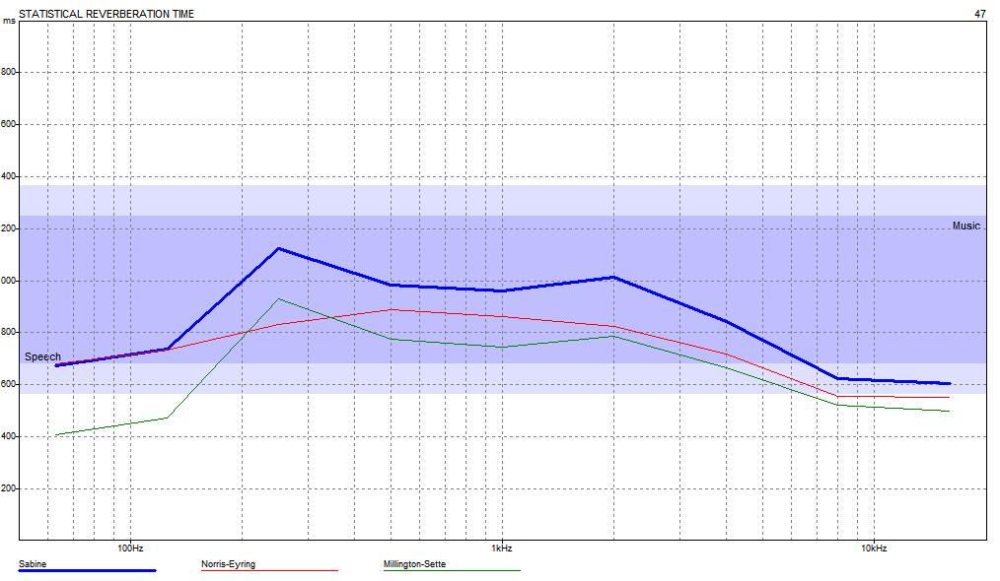 STATISTICAL REVERBERATION TIME 47
ms
800
600
400
200
Music
000
800
Speech
600
400
200
100Hz 1kHz 10kHz
Sabine Norris-Eyring Millington-Sette